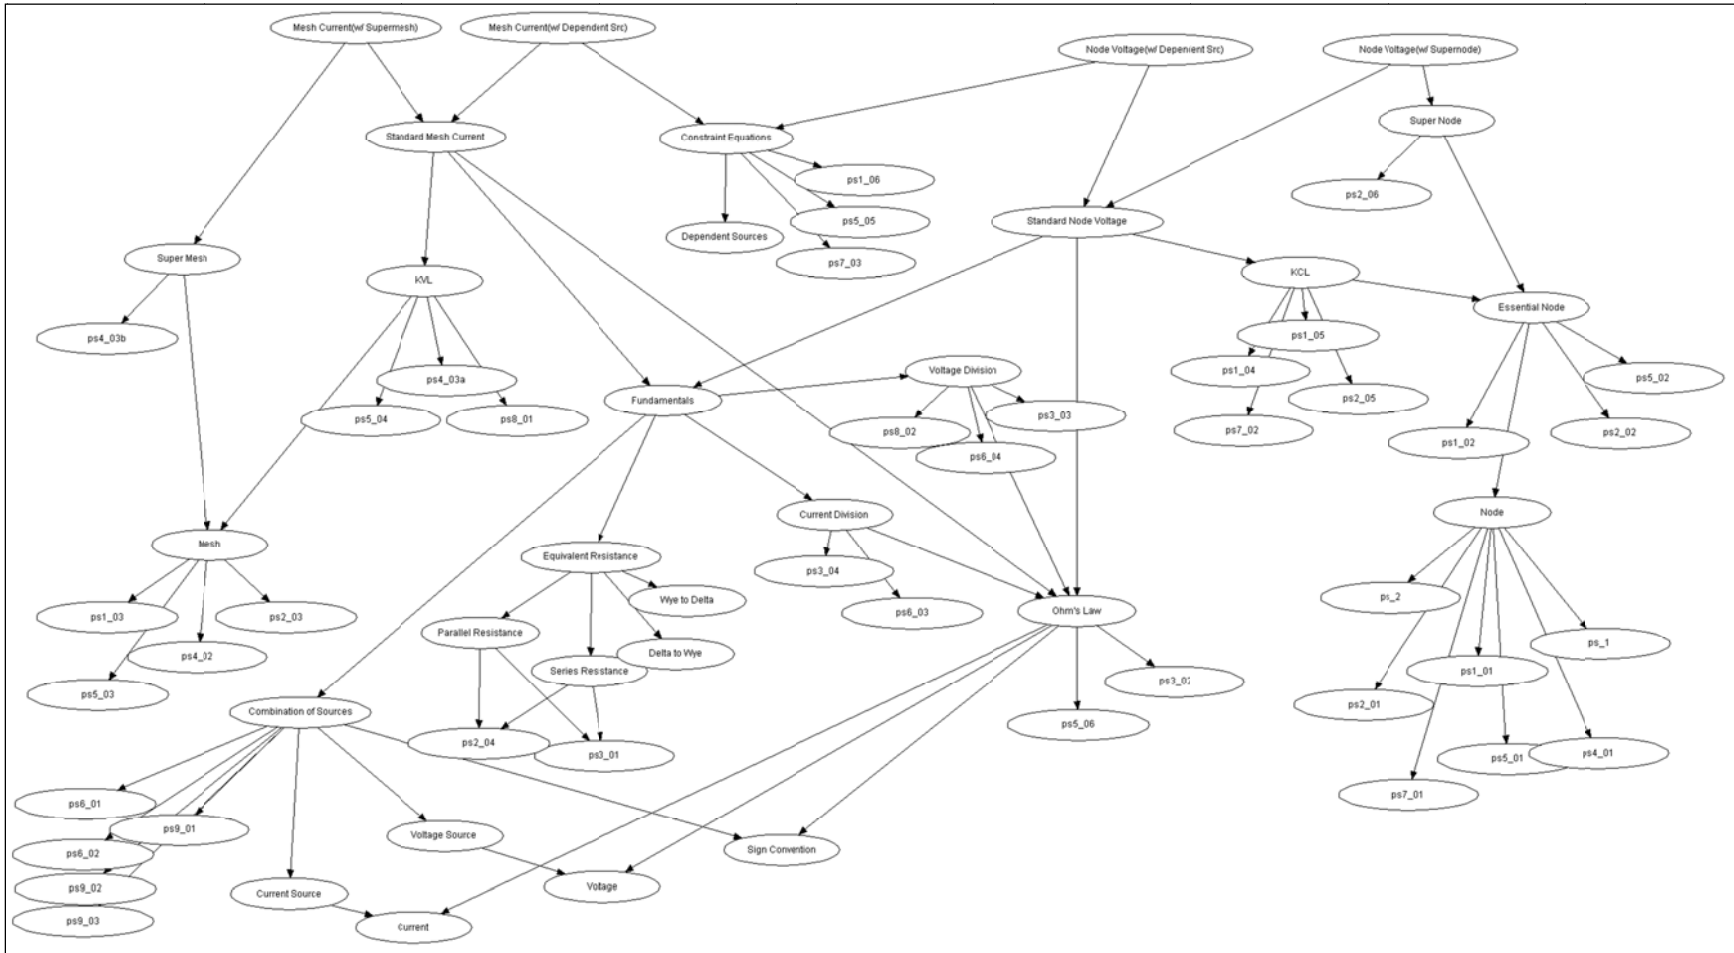 Mesh Current(w/ Supermesh)
Mesh Current(w/ Dependent Src)
Node Voltage(w/ Dependent Src)
Node Voltage(w/ Supernode)
Super Node
Standard Mesh Current
Constraint Equations
ps1_06
ps2_06
ps5_05
Standard Node Voltage
Dependent Sources
Super Mesh
ps7_03
KVL
KCL
Essential Node
ps4_03b
ps1_05
Voltage Division
ps1_04
ps4_03a
ps5_02
Fundamentals
ps2_05
ps5_04
ps8_01
ps3_03
ps8_02
ps7_02
ps1_02
ps2_02
ps6_04
Node
Current Division
Mesh
Equivalent Resistance
ps3_04
ps_2
Wye to Delta
ps1_03
ps2_03
ps6_03
Ohm's Law
Parallel Resistance
ps_1
ps4_02
Delta to Wye
Series Resstance
ps1_01
ps3_02
ps5_03
ps2_01
Combination of Sources
ps5_06
ps2_04
ps3_01
ps5_01
ps4_01
ps7_01
ps6_01
ps9_01
Voltage Source
Sign Convention
ps6_02
ps9_02
Current Source
Votage
ps9_03
Current